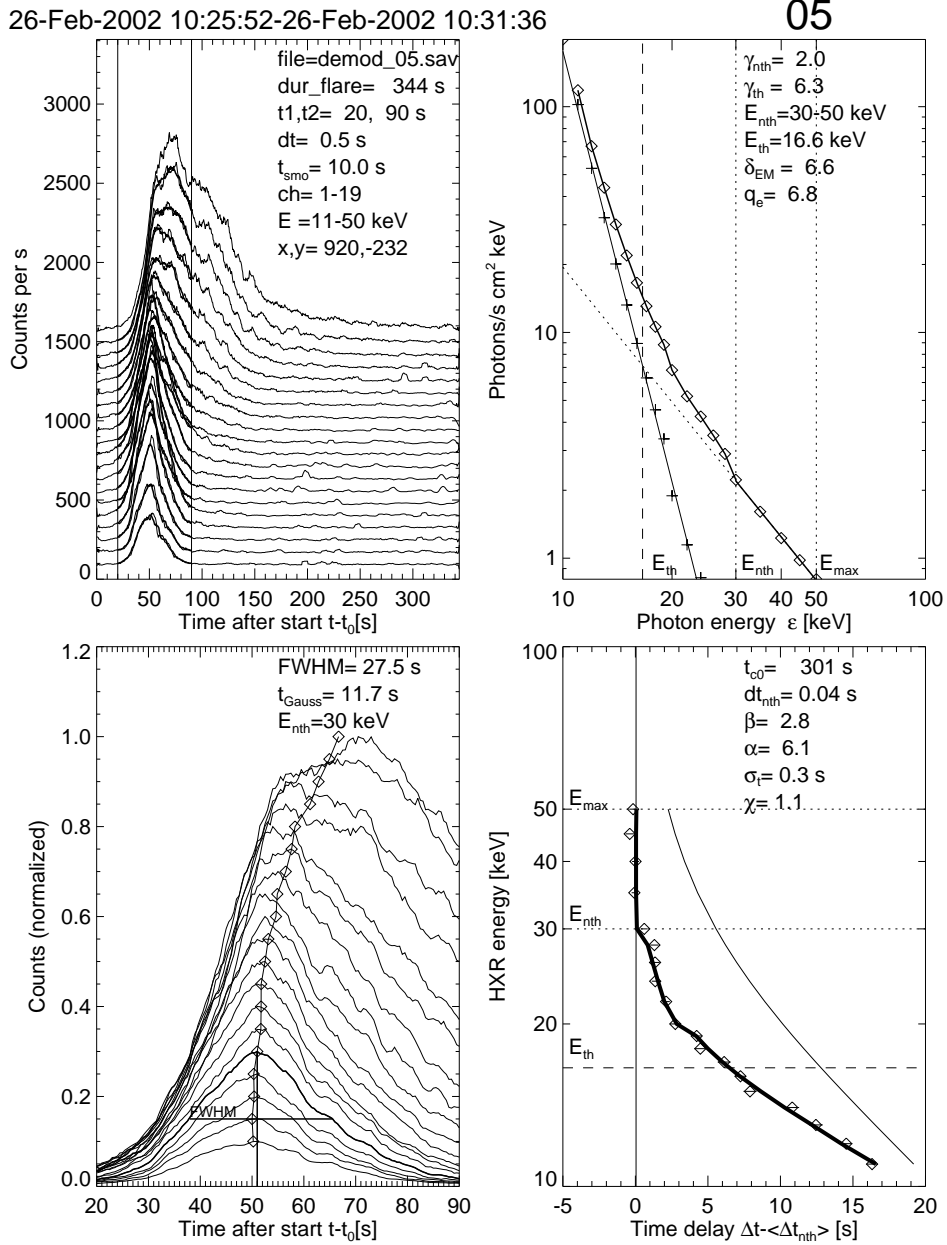 26-Feb-2002 10:25:52-26-Feb-2002 10:31:36
05
file=demod_05.sav
dur_flare= 344 s
t1,t2= 20, 90 s
dt= 0.5 s
t_smo= 10.0 s
ch= 1-19
E =11-50 keV
x,y= 920,-232
Counts per s
3000
2500
2000
1500
1000
500
0
0 50 100 150 200 250 300
Time after start t-t_0[s]
γ_nth= 2.0
γ_th= 6.3
E_nth=30-50 keV
E_th=16.6 keV
δ_EM= 6.6
q_e= 6.8
Photons/s cm² keV
100
10
1
E_th E_nth E_max
10 20 30 40 50 100
Photon energy ε [keV]
FWHM= 27.5 s
t_Gauss= 11.7 s
E_nth=30 keV
Counts (normalized)
1.2
1.0
0.8
0.6
0.4
0.2
0.0
FWHM
20 30 40 50 60 70 80 90
Time after start t-t_0[s]
t_c0= 301 s
dt_nth= 0.04 s
β= 2.8
α= 6.1
σ_t= 0.3 s
χ= 1.1
HXR energy [keV]
100
50
40
30
20
10
E_max
E_nth
E_th
-5 0 5 10 15 20
Time delay Δt-<Δt_nth> [s]